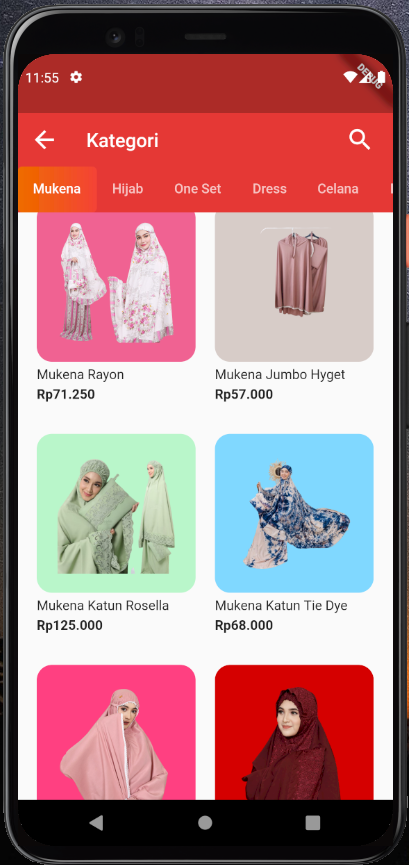 11:55
DEBUG
Kategori
Mukena Hijab One Set Dress Celana
Mukena Rayon Mukena Jumbo Hyget
Rp71.250 Rp57.000
Mukena Katun Rosella Mukena Katun Tie Dye
Rp125.000 Rp68.000